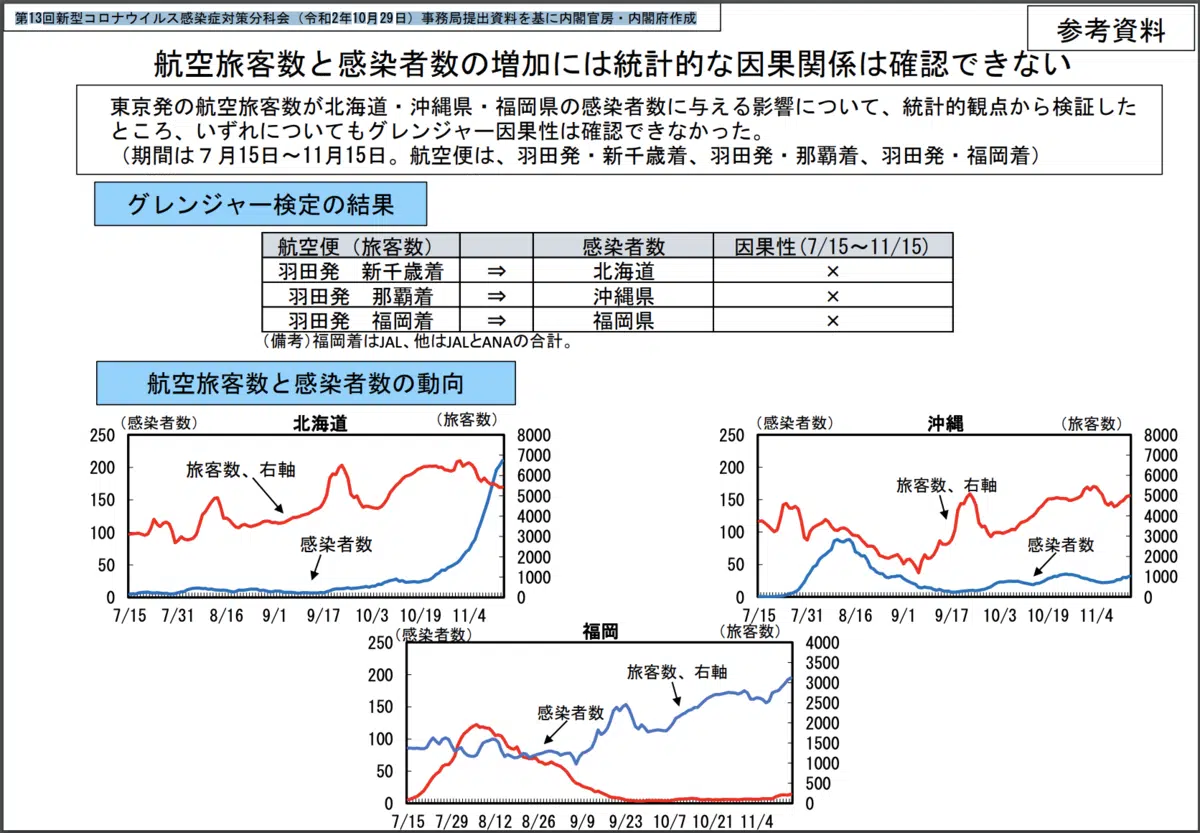 第13回新型コロナウイルス感染症対策分科会（令和2年10月29日）事務局提出資料を基に内閣官房・内閣府作成
参考資料
航空旅客数と感染者数の増加には統計的な因果関係は確認できない
東京発の航空旅客数が北海道・沖縄県・福岡県の感染者数に与える影響について、統計的観点から検証した
ところ、いずれについてもグレンジャー因果性は確認できなかった。
（期間は７月15日～11月15日。航空便は、羽田発・新千歳着、羽田発・那覇着、羽田発・福岡着）
グレンジャー検定の結果
航空便（旅客数） 感染者数 因果性(7/15～11/15)
羽田発 新千歳着 ⇒ 北海道 ×
羽田発 那覇着 ⇒ 沖縄県 ×
羽田発 福岡着 ⇒ 福岡県 ×
（備考）福岡着はJAL、他はJALとANAの合計。
航空旅客数と感染者数の動向
（感染者数） 北海道 （旅客数）
250 8000
7000
200 6000
150 5000
4000
100 3000
50 2000
1000
0 0
旅客数、右軸
感染者数
7/15 7/31 8/16 9/1 9/17 10/3 10/19 11/4
（感染者数） 沖縄 （旅客数）
250 8000
7000
200 6000
150 5000
4000
100 3000
50 2000
1000
0 0
旅客数、右軸
感染者数
7/15 7/31 8/16 9/1 9/17 10/3 10/19 11/4
（感染者数） 福岡 （旅客数）
250 4000
3500
200 3000
150 2500
2000
100 1500
50 1000
500
0 0
旅客数、右軸
感染者数
7/15 7/29 8/12 8/26 9/9 9/23 10/7 10/21 11/4